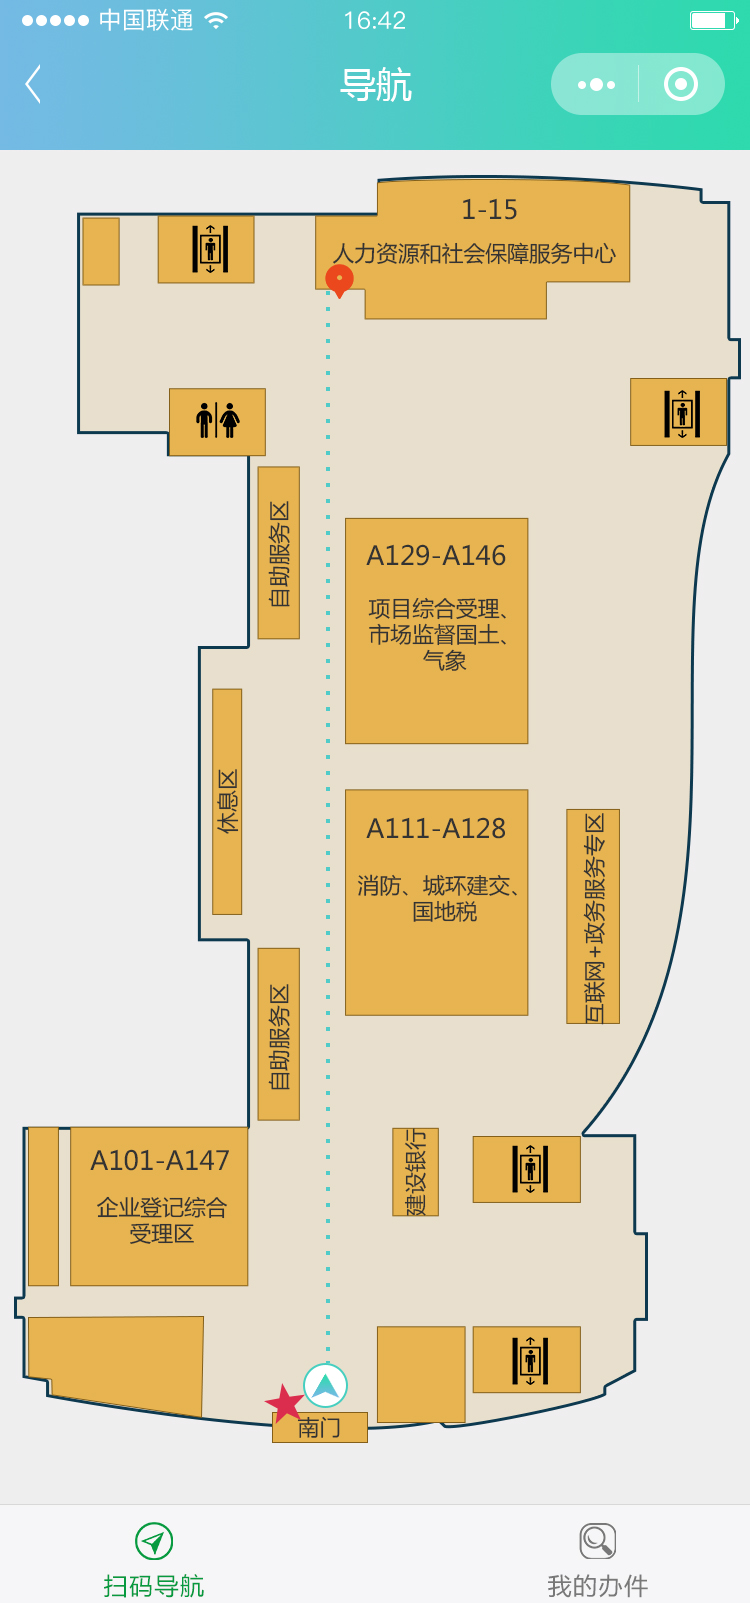 中国联通
16:42
导航
1-15
人力资源和社会保障服务中心
自助服务区
A129-A146
项目综合受理、
市场监督国土、
气象
休息区
A111-A128
消防、城环建交、
国地税
互联网+政务服务专区
自助服务区
A101-A147
企业登记综合
受理区
建设银行
南门
扫码导航
我的办件